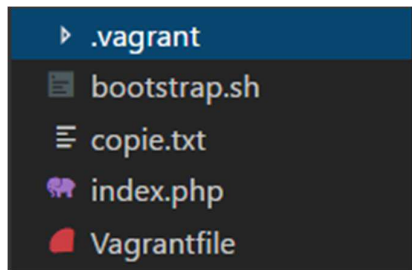 .vagrant
bootstrap.sh
copie.txt
index.php
Vagrantfile